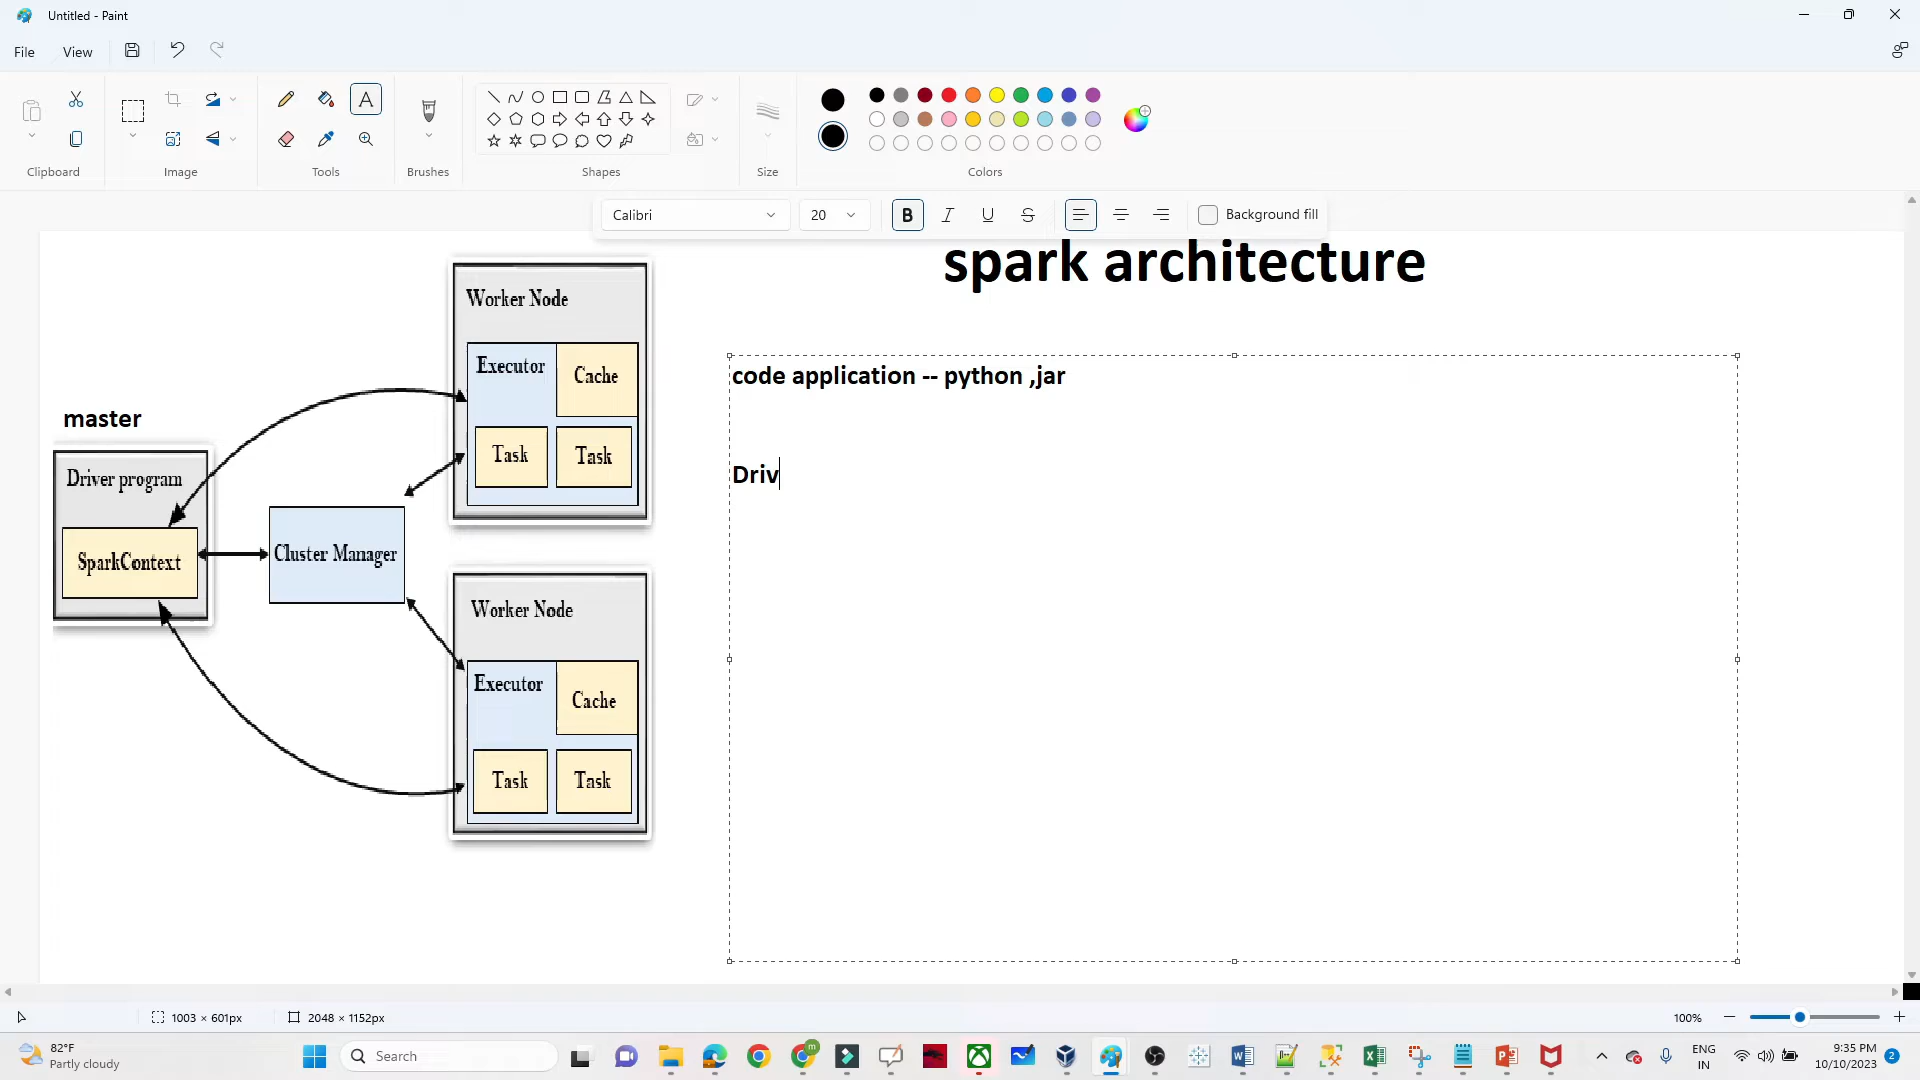 Untitled - Paint
File
View
Clipboard
Image
Tools
Brushes
Shapes
Size
Colors
A
Calibri
20
B
I
U
S
Background fill
spark architecture
code application -- python ,jar
Driv
master
Driver program
SparkContext
Cluster Manager
Worker Node
Executor
Cache
Task
Task
Worker Node
Executor
Cache
Task
Task
1003 × 601px
2048 × 1152px
100%
82°F
Partly cloudy
Search
ENG
IN
9:35 PM
10/10/2023
2